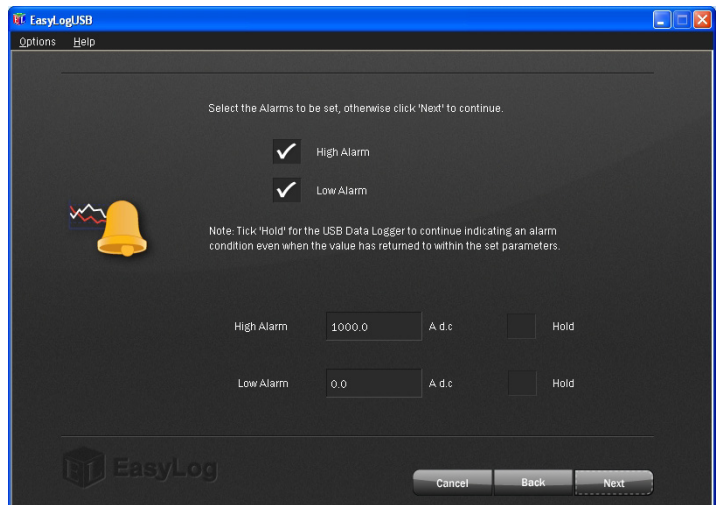 EL EasyLogUSB
Options Help
Select the Alarms to be set, otherwise click 'Next' to continue.
High Alarm
Low Alarm
Note: Tick 'Hold' for the USB Data Logger to continue indicating an alarm
condition even when the value has returned to within the set parameters.
High Alarm 1000.0 A d.c Hold
Low Alarm 0.0 A d.c Hold
EL EasyLog
Cancel Back Next